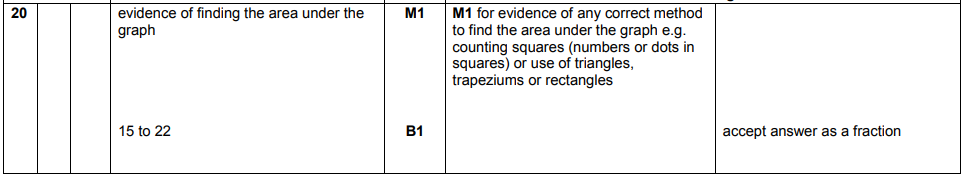 20 evidence of finding the area under the M1 M1 for evidence of any correct method
graph to find the area under the graph e.g.
counting squares (numbers or dots in
squares) or use of triangles,
trapeziums or rectangles
15 to 22 B1 accept answer as a fraction